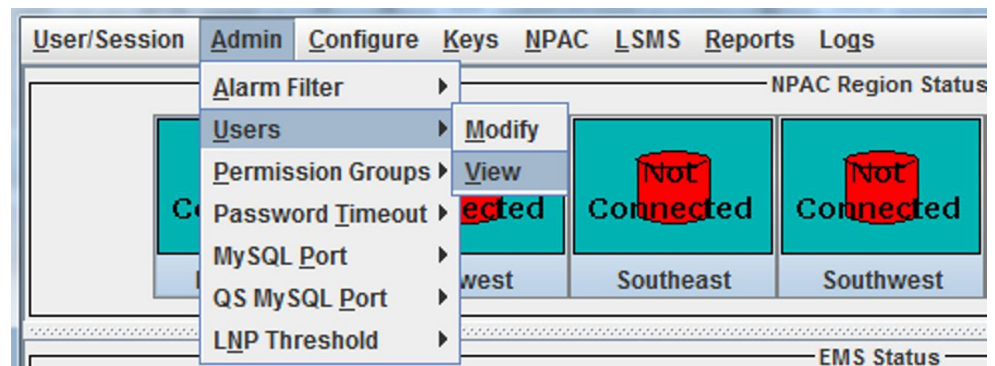 User/Session Admin Configure Keys NPAC LSMS Reports Logs
NPAC Region Status
Alarm Filter
Users
Permission Groups
Password Timeout
MySQL Port
QS MySQL Port
LNP Threshold
Modify
View
Not
Connected
Southeast
Not
Connected
Southwest
EMS Status